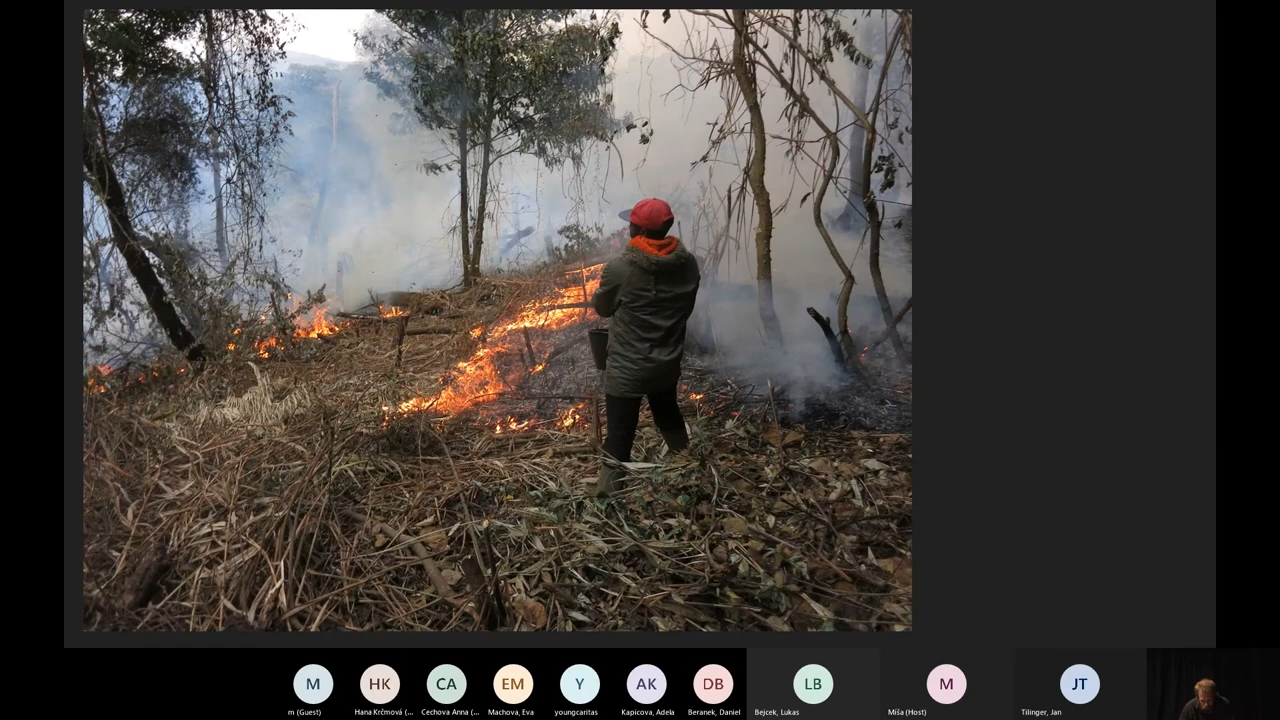 M
HK
CA
EM
Y
AK
DB
LB
M
JT
m (Guest)
Hana Krčmová (...
Cechova Anna (...
Machova, Eva
youngcaritas
Kapicova, Adela
Beranek, Daniel
Bejcek, Lukas
Míša (Host)
Tilinger, Jan